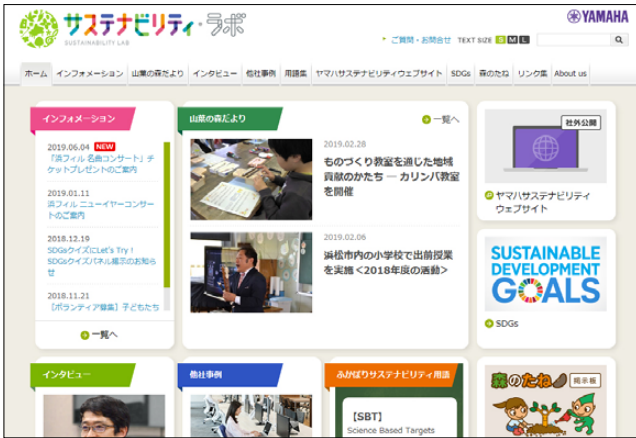 サステナビリティ・ラボ
SUSTAINABILITY LAB
YAMAHA
ご質問・お問合せ TEXT SIZE S M L
ホーム インフォメーション 山葉の森だより インタビュー 他社事例 用語集 ヤマハサステナビリティウェブサイト SDGs 森のたね リンク集 About us
インフォメーション
2019.06.04 NEW
「浜フィル 名曲コンサート」チ
ケットプレゼントのご案内
2019.01.11
浜フィル ニューイヤーコンサー
トのご案内
2018.12.19
SDGsクイズにLet's Try！
SDGsクイズパネル掲示のお知ら
せ
2018.11.21
［ボランティア募集］子どもたち
一覧へ
山葉の森だより
一覧へ
2019.02.28
ものづくり教室を通じた地域
貢献のかたち ― カリンバ教室
を開催
2019.02.06
浜松市内の小学校で出前授業
を実施＜2018年度の活動＞
社外公開
ヤマハサステナビリティ
ウェブサイト
SUSTAINABLE
DEVELOPMENT
GOALS
SDGs
インタビュー
他社事例
ふかぼりサステナビリティ用語
[SBT]
Science Based Targets
森のたね 掲示板